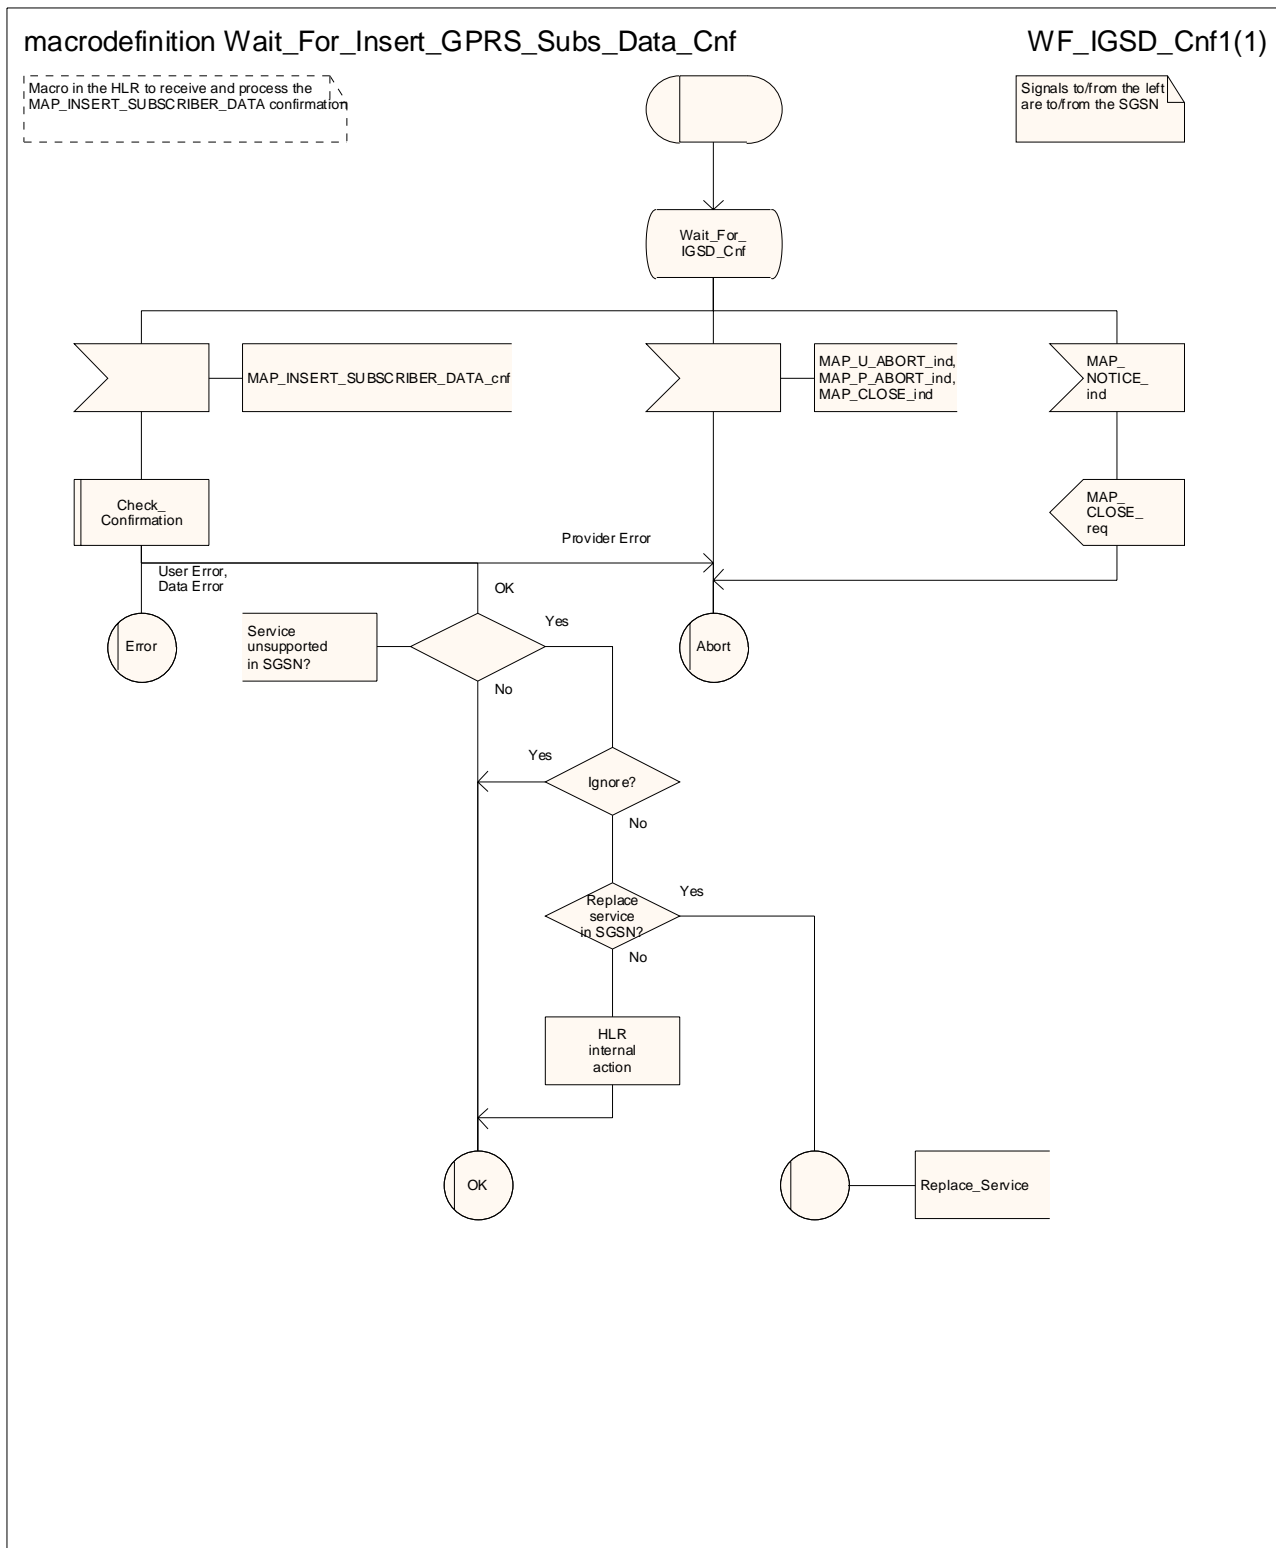 macrodefinition Wait_For_Insert_GPRS_Subs_Data_Cnf
WF_IGSD_Cnf1(1)
Macro in the HLR to receive and process the
MAP_INSERT_SUBSCRIBER_DATA confirmation
Signals to/from the left
are to/from the SGSN
Wait_For_
IGSD_Cnf
MAP_INSERT_SUBSCRIBER_DATA_cnf
MAP_U_ABORT_ind,
MAP_P_ABORT_ind,
MAP_CLOSE_ind
MAP_
NOTICE_
ind
Check_
Confirmation
MAP_
CLOSE_
req
Provider Error
User Error,
Data Error
OK
Error
Service
unsupported
in SGSN?
Yes
Abort
No
Yes
Ignore?
No
Replace
service
in SGSN?
Yes
No
HLR
internal
action
OK
Replace_Service